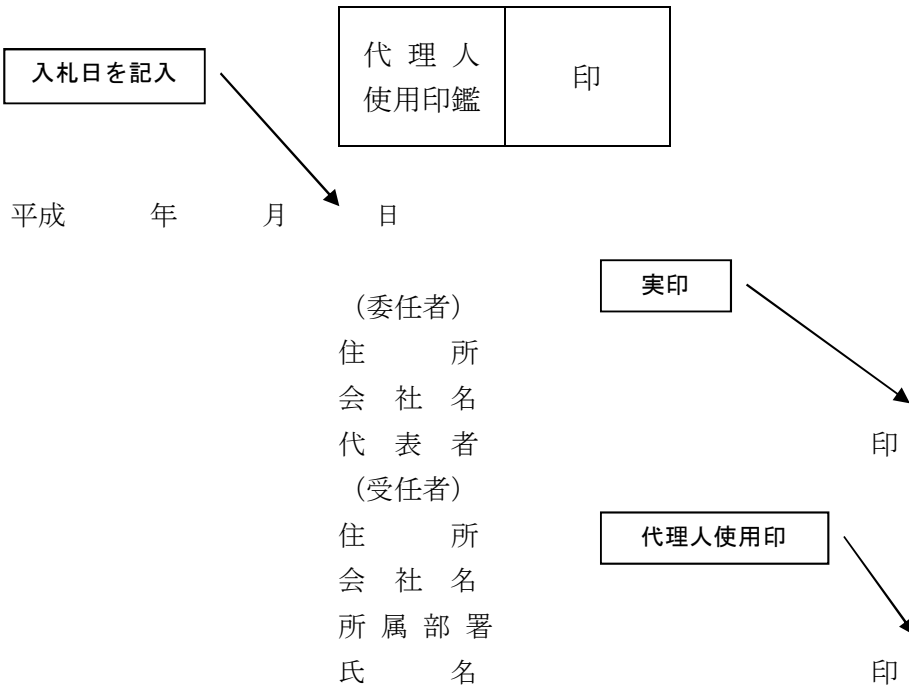 代 理 人
使用印鑑
印
入札日を記入
平成　　年　　月　　日
実印
（委任者）
住　　所
会 社 名
代 表 者　　印
（受任者）
住　　所
代理人使用印
会 社 名
所 属 部 署
氏　　名　　印